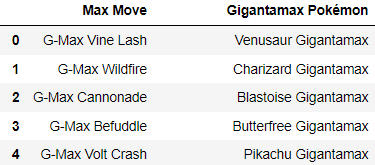 Max Move Gigantamax Pokémon
0 G-Max Vine Lash Venusaur Gigantamax
1 G-Max Wildfire Charizard Gigantamax
2 G-Max Cannonade Blastoise Gigantamax
3 G-Max Befuddle Butterfree Gigantamax
4 G-Max Volt Crash Pikachu Gigantamax